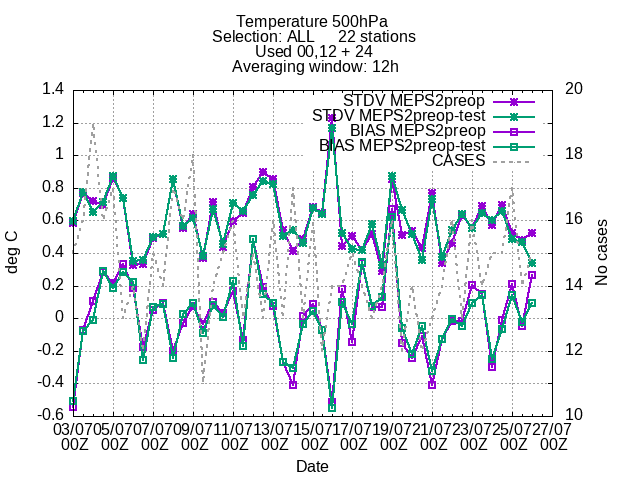 Temperature 500hPa
Selection: ALL 22 stations
Used 00,12 + 24
Averaging window: 12h
STDV MEPS2preop
STDV MEPS2preop-test
BIAS MEPS2preop
BIAS MEPS2preop-test
CASES
deg C
1.4
1.2
1
0.8
0.6
0.4
0.2
0
-0.2
-0.4
-0.6
20
18
16
14
12
10
No cases
03/07 05/07 07/07 09/07 11/07 13/07 15/07 17/07 19/07 21/07 23/07 25/07 27/07
00Z 00Z 00Z 00Z 00Z 00Z 00Z 00Z 00Z 00Z 00Z 00Z 00Z
Date